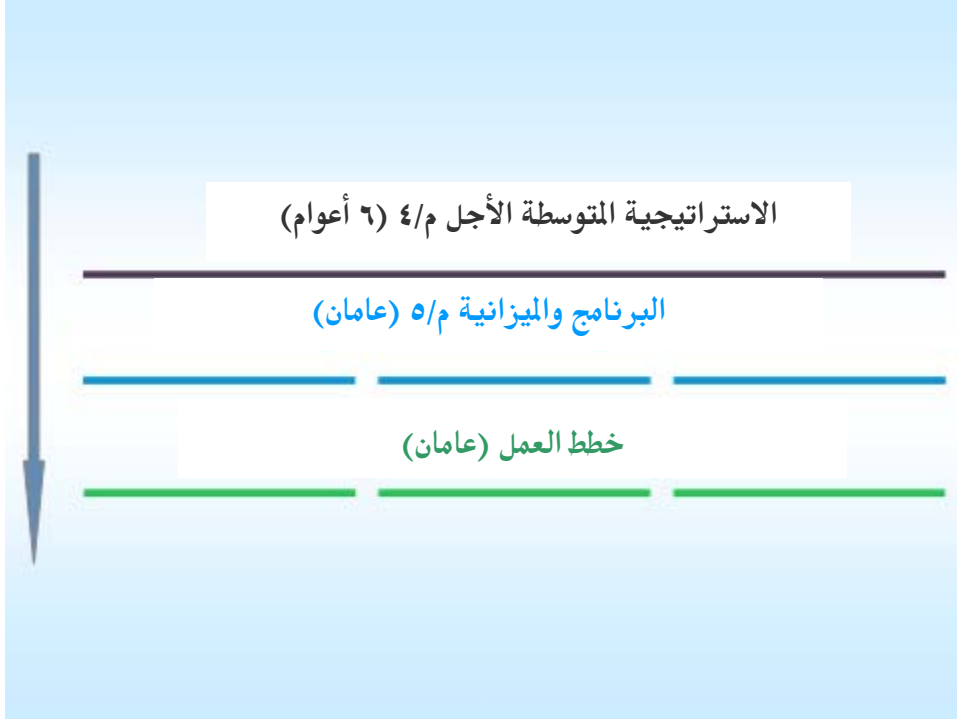 الاستراتيجية المتوسطة الأجل م/٤ (٦ أعوام)
البرنامج والميزانية م/٥ (عامان)
خطط العمل (عامان)